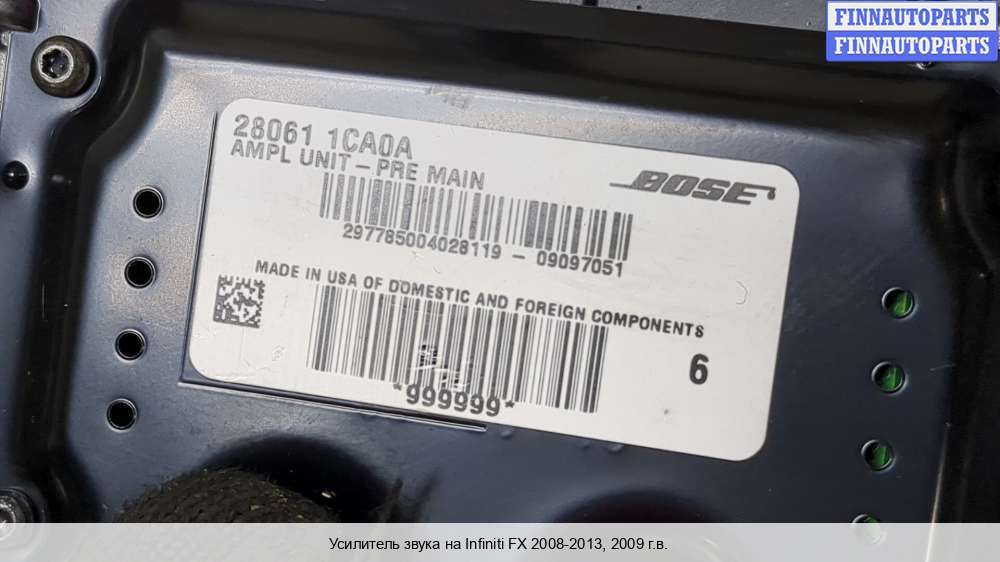 FINNAUTOPARTS
FINNAUTOPARTS
28061 1CA0A
AMPL UNIT-PRE MAIN
BOSE
297785004028119 - 09097051
MADE IN USA OF DOMESTIC AND FOREIGN COMPONENTS
6
*999999*
Усилитель звука на Infiniti FX 2008-2013, 2009 г.в.